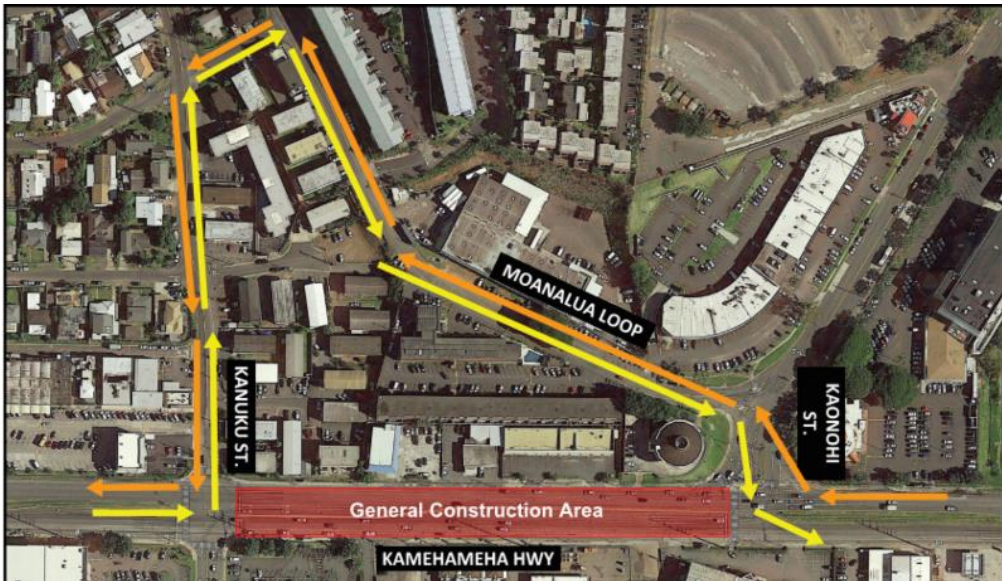 MOANALUA LOOP
KANUKU ST.
KAONOHI
ST.
General Construction Area
KAMEHAMEHA HWY